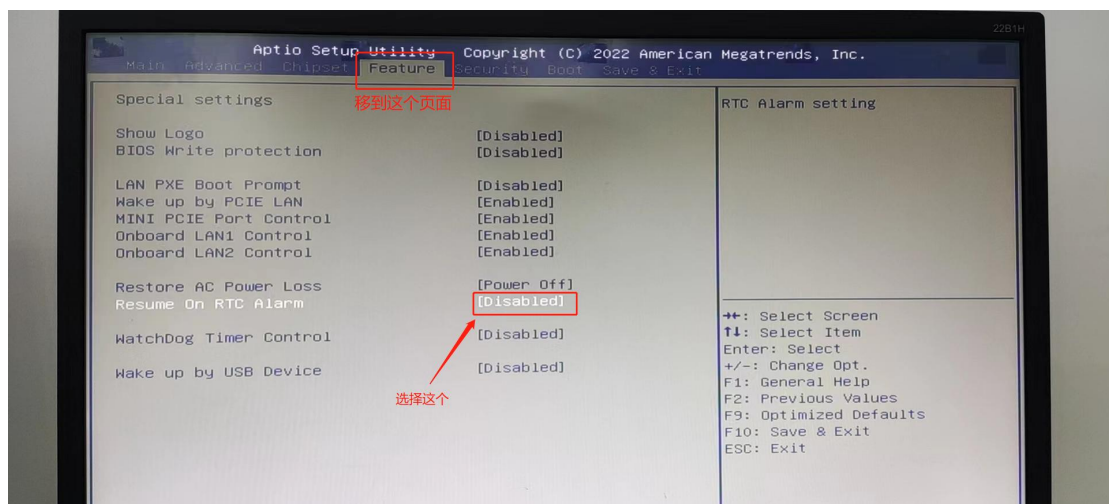 22B1H
Aptio Setup Utility Copyright (C) 2022 American Megatrends, Inc.
Main Advanced Chipset Feature Security Boot Save & Exit
移到这个页面
Special settings
Show Logo [Disabled]
BIOS Write protection [Disabled]
LAN PXE Boot Prompt [Disabled]
Wake up by PCIE LAN [Enabled]
MINI PCIE Port Control [Enabled]
Onboard LAN1 Control [Enabled]
Onboard LAN2 Control [Enabled]
Restore AC Power Loss [Power Off]
Resume On RTC Alarm [Disabled]
WatchDog Timer Control [Disabled]
Wake up by USB Device [Disabled]
选择这个
RTC Alarm setting
→←: Select Screen
↑↓: Select Item
Enter: Select
+/-: Change Opt.
F1: General Help
F2: Previous Values
F9: Optimized Defaults
F10: Save & Exit
ESC: Exit